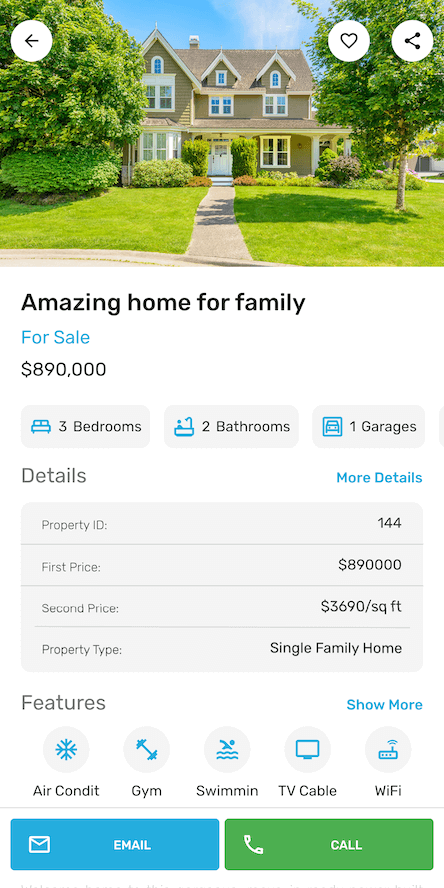 Amazing home for family
For Sale
$890,000
3 Bedrooms
2 Bathrooms
1 Garages
Details
More Details
Property ID:
144
First Price:
$890000
Second Price:
$3690/sq ft
Property Type:
Single Family Home
Features
Show More
Air Condit
Gym
Swimmin
TV Cable
WiFi
EMAIL
CALL